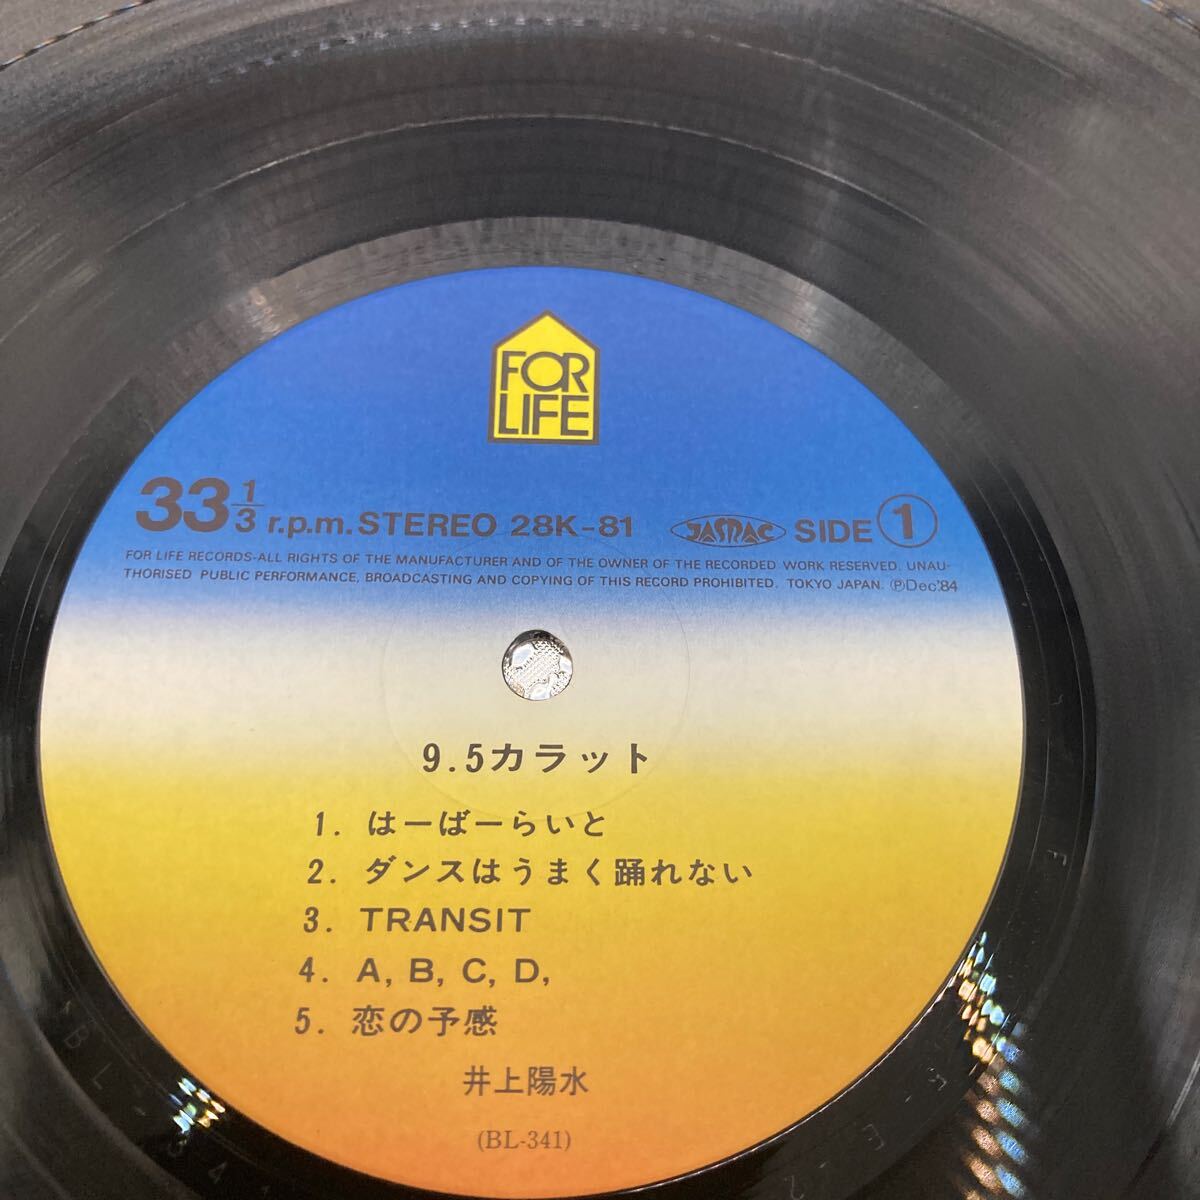 FOR
LIFE
33 1/3 r.p.m. STEREO 28K-81 JASRAC SIDE 1
FOR LIFE RECORDS-ALL RIGHTS OF THE MANUFACTURER AND OF THE OWNER OF THE RECORDED WORK RESERVED. UNAU-
THORISED PUBLIC PERFORMANCE, BROADCASTING AND COPYING OF THIS RECORD PROHIBITED. TOKYO JAPAN. ℗Dec.'84
9.5カラット
1. はーばーらいと
2. ダンスはうまく踊れない
3. TRANSIT
4. A, B, C, D,
5. 恋の予感
井上陽水
(BL-341)